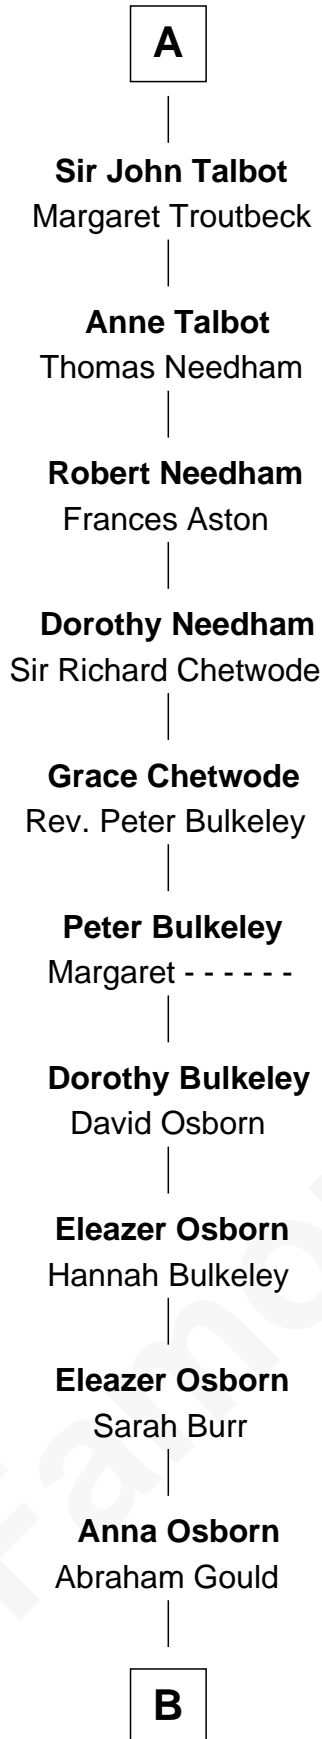 A
Sir John Talbot
Margaret Troutbeck
Anne Talbot
Thomas Needham
Robert Needham
Frances Aston
Dorothy Needham
Sir Richard Chetwode
Grace Chetwode
Rev. Peter Bulkeley
Peter Bulkeley
Margaret - - - - - -
Dorothy Bulkeley
David Osborn
Eleazer Osborn
Hannah Bulkeley
Eleazer Osborn
Sarah Burr
Anna Osborn
Abraham Gould
B
Famo